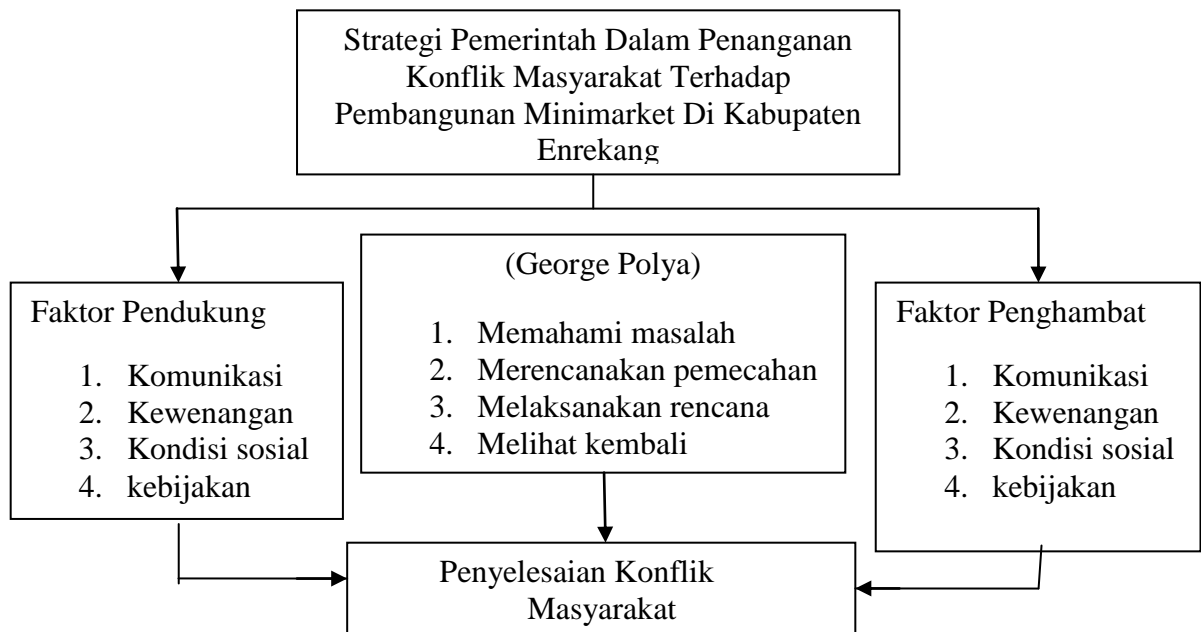 Strategi Pemerintah Dalam Penanganan
Konflik Masyarakat Terhadap
Pembangunan Minimarket Di Kabupaten
Enrekang
Faktor Pendukung
1. Komunikasi
2. Kewenangan
3. Kondisi sosial
4. kebijakan
(George Polya)
1. Memahami masalah
2. Merencanakan pemecahan
3. Melaksanakan rencana
4. Melihat kembali
Faktor Penghambat
1. Komunikasi
2. Kewenangan
3. Kondisi sosial
4. kebijakan
Penyelesaian Konflik
Masyarakat